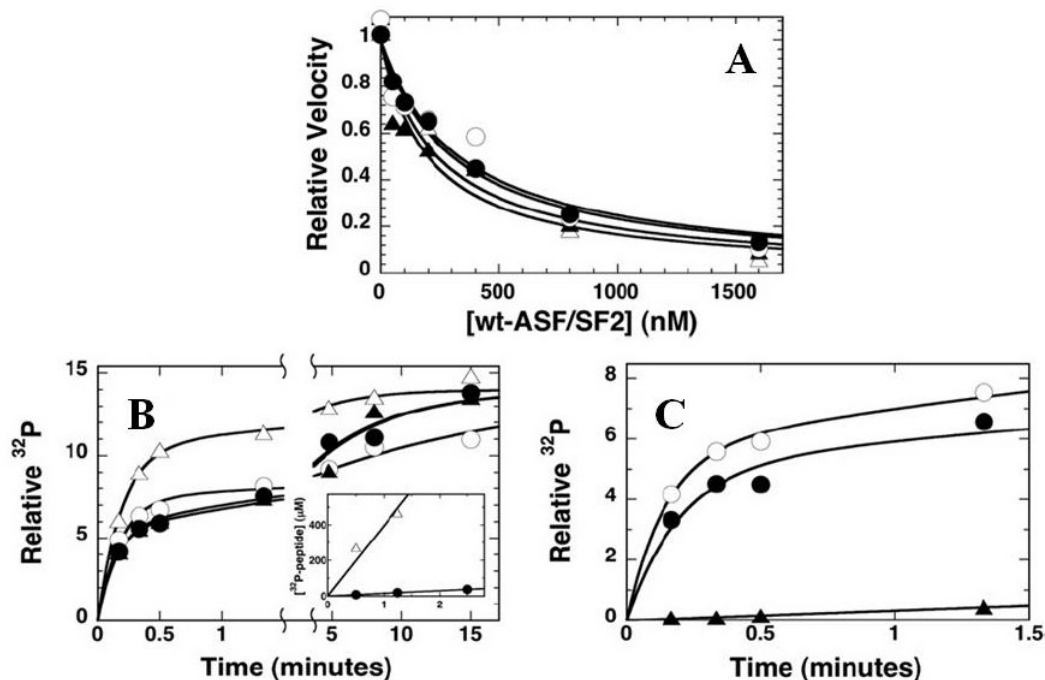 A
Relative Velocity
1
0.8
0.6
0.4
0.2
0
0 500 1000 1500
[wt-ASF/SF2] (nM)
B
Relative ³²P
15
10
5
0
0 0.5 1 5 10 15
Time (minutes)
[³²P-peptide] (μM)
400
200
0
0 1 2
C
Relative ³²P
8
6
4
2
0
0 0.5 1 1.5
Time (minutes)